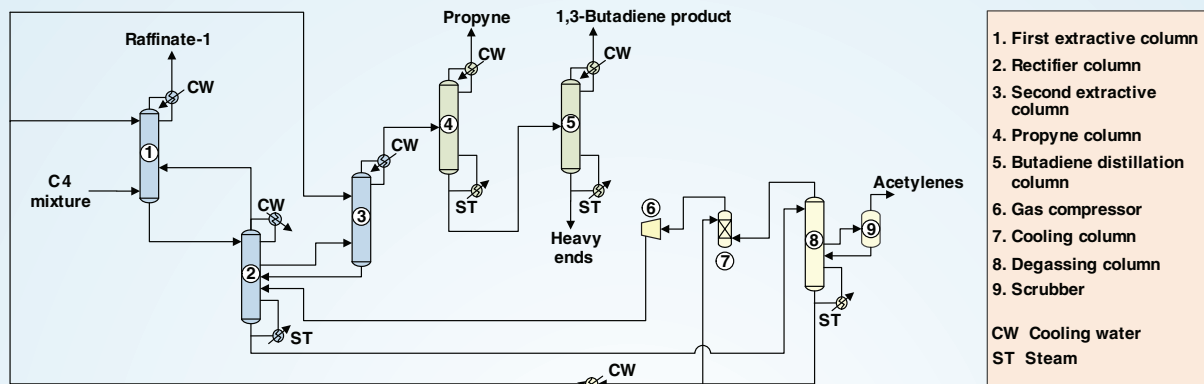 Propyne
1,3-Butadiene product
Raffinate-1
CW
CW
CW
1
4
5
C4
mixture
CW
3
ST
ST
CW
Heavy
ends
2
ST
6
7
Acetylenes
8
9
ST
CW
1. First extractive column
2. Rectifier column
3. Second extractive
column
4. Propyne column
5. Butadiene distillation
column
6. Gas compressor
7. Cooling column
8. Degassing column
9. Scrubber
CW Cooling water
ST Steam